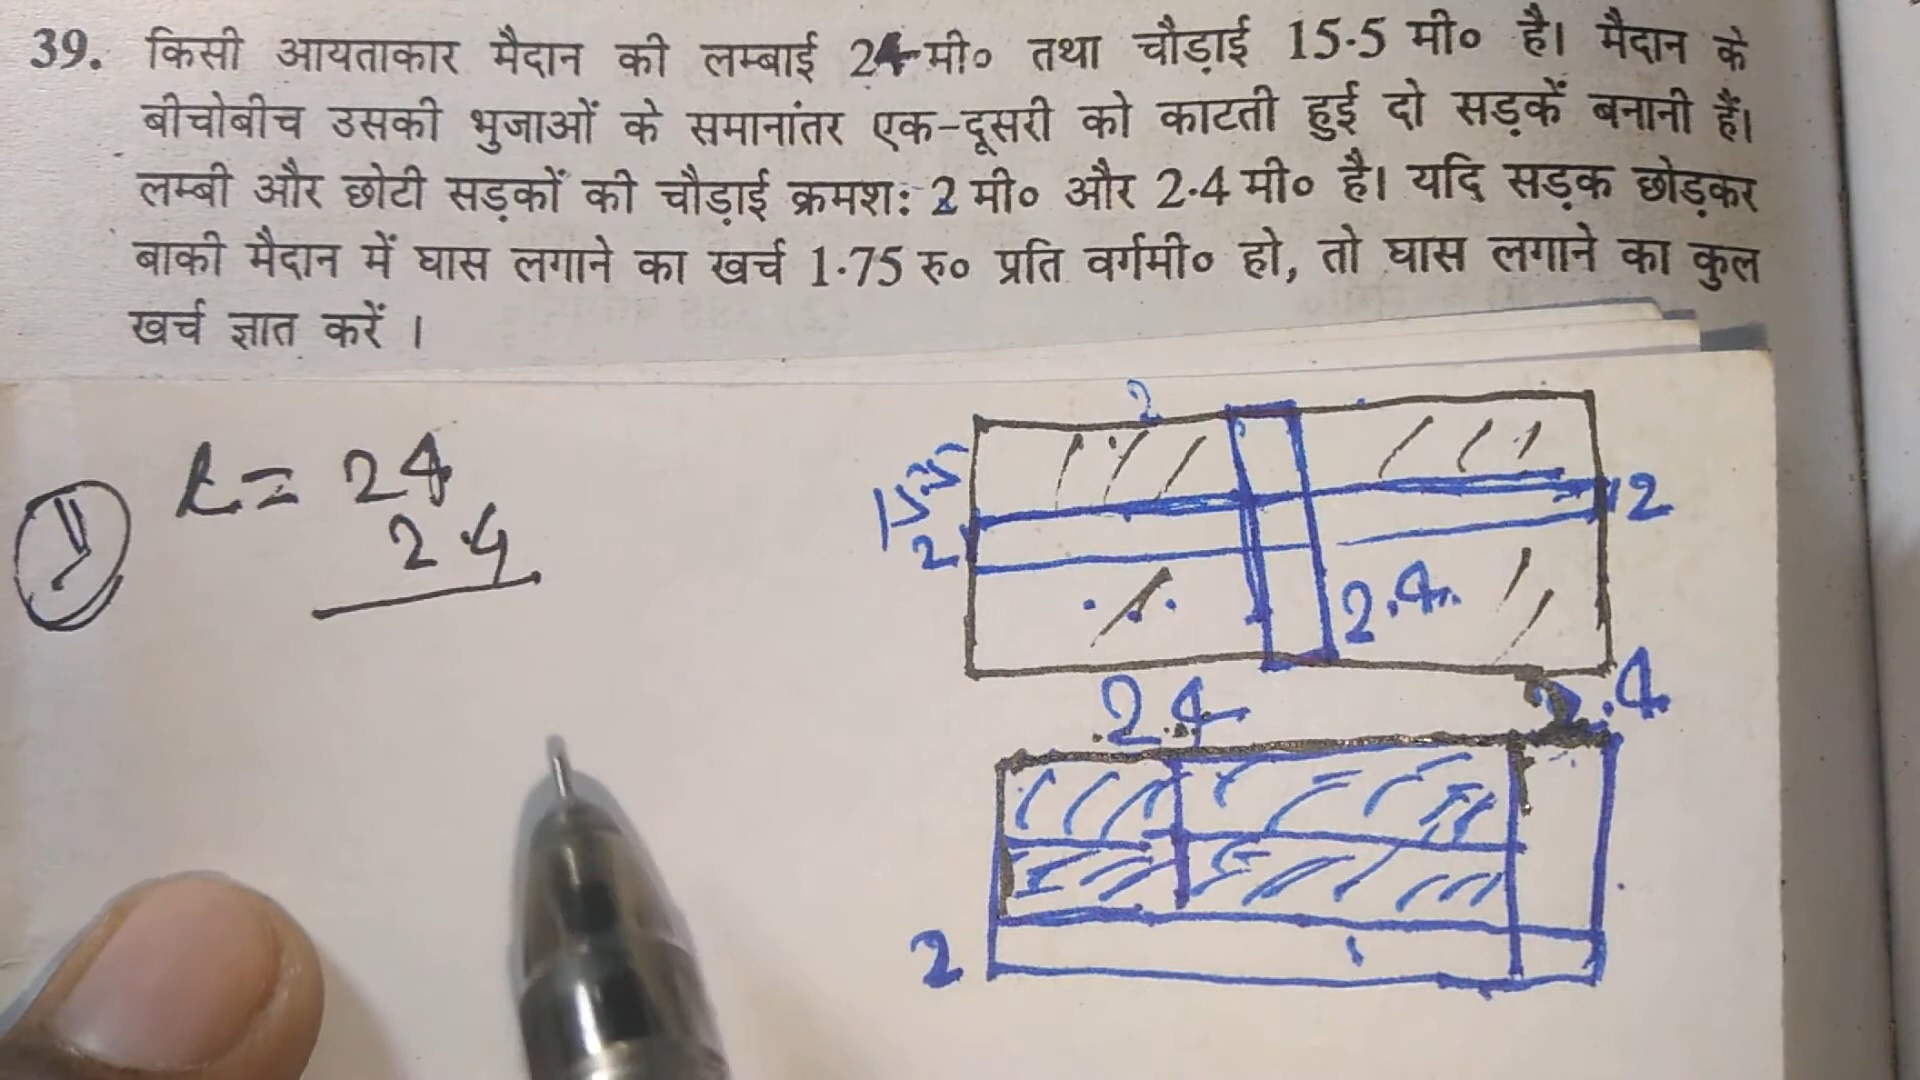 39. किसी आयताकार मैदान की लम्बाई 24 मी० तथा चौड़ाई 15·5 मी० है। मैदान के
बीचोबीच उसकी भुजाओं के समानांतर एक-दूसरी को काटती हुई दो सड़कें बनानी हैं।
लम्बी और छोटी सड़कों की चौड़ाई क्रमश: 2 मी० और 2·4 मी० है। यदि सड़क छोड़कर
बाकी मैदान में घास लगाने का खर्च 1·75 रु० प्रति वर्गमी० हो, तो घास लगाने का कुल
खर्च ज्ञात करें ।
2
l = 24
2.4
15.5
2
2
2.4
24
2.4
2